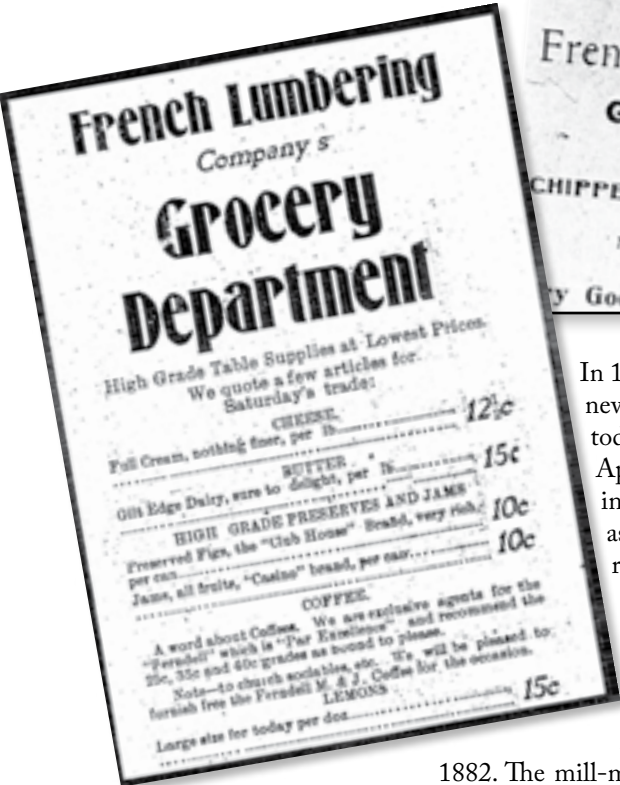 French Lumbering
Company's
Grocery
Department
High Grade Table Supplies at Lowest Prices.
We quote a few articles for
Saturday's trade:
CHEESE.
Full Cream, nothing finer, per lb 12½c
BUTTER
Gilt Edge Dairy, sure to delight, per lb 15c
HIGH GRADE PRESERVES AND JAMS
Preserved Figs, the "Club House" Brand, very rich,
per can 10c
Jams, all fruits, "Casino" brand, per can 10c
COFFEE.
A word about Coffees. We are exclusive agents for the
"Ferndell" which is "Par Excellence" and recommend the
25c, 35c and 40c grades as bound to please.
Note—to church sociables, etc. We will be pleased to
furnish free the Ferndell M. & J. Coffee for the occasion.
LEMONS
Large size for today per doz 15c
Fren
G
CHIPPE
y Go
In 1
new
tod
Ap
in
as
r
1882. The mill-m